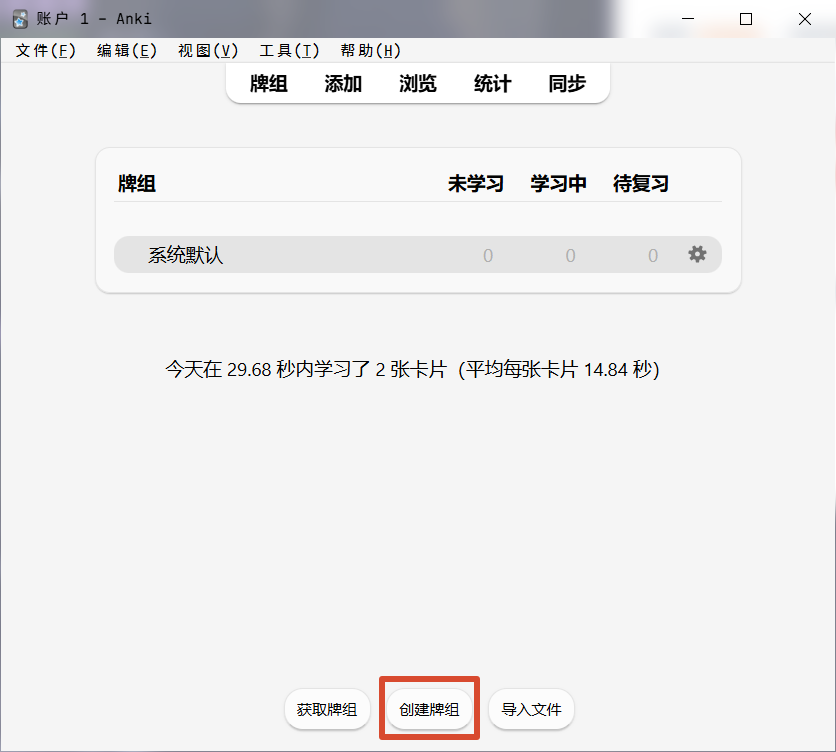 账户 1 - Anki
文件(F) 编辑(E) 视图(V) 工具(T) 帮助(H)
牌组 添加 浏览 统计 同步
牌组 未学习 学习中 待复习
系统默认 0 0 0
今天在 29.68 秒内学习了 2 张卡片（平均每张卡片 14.84 秒）
获取牌组 创建牌组 导入文件